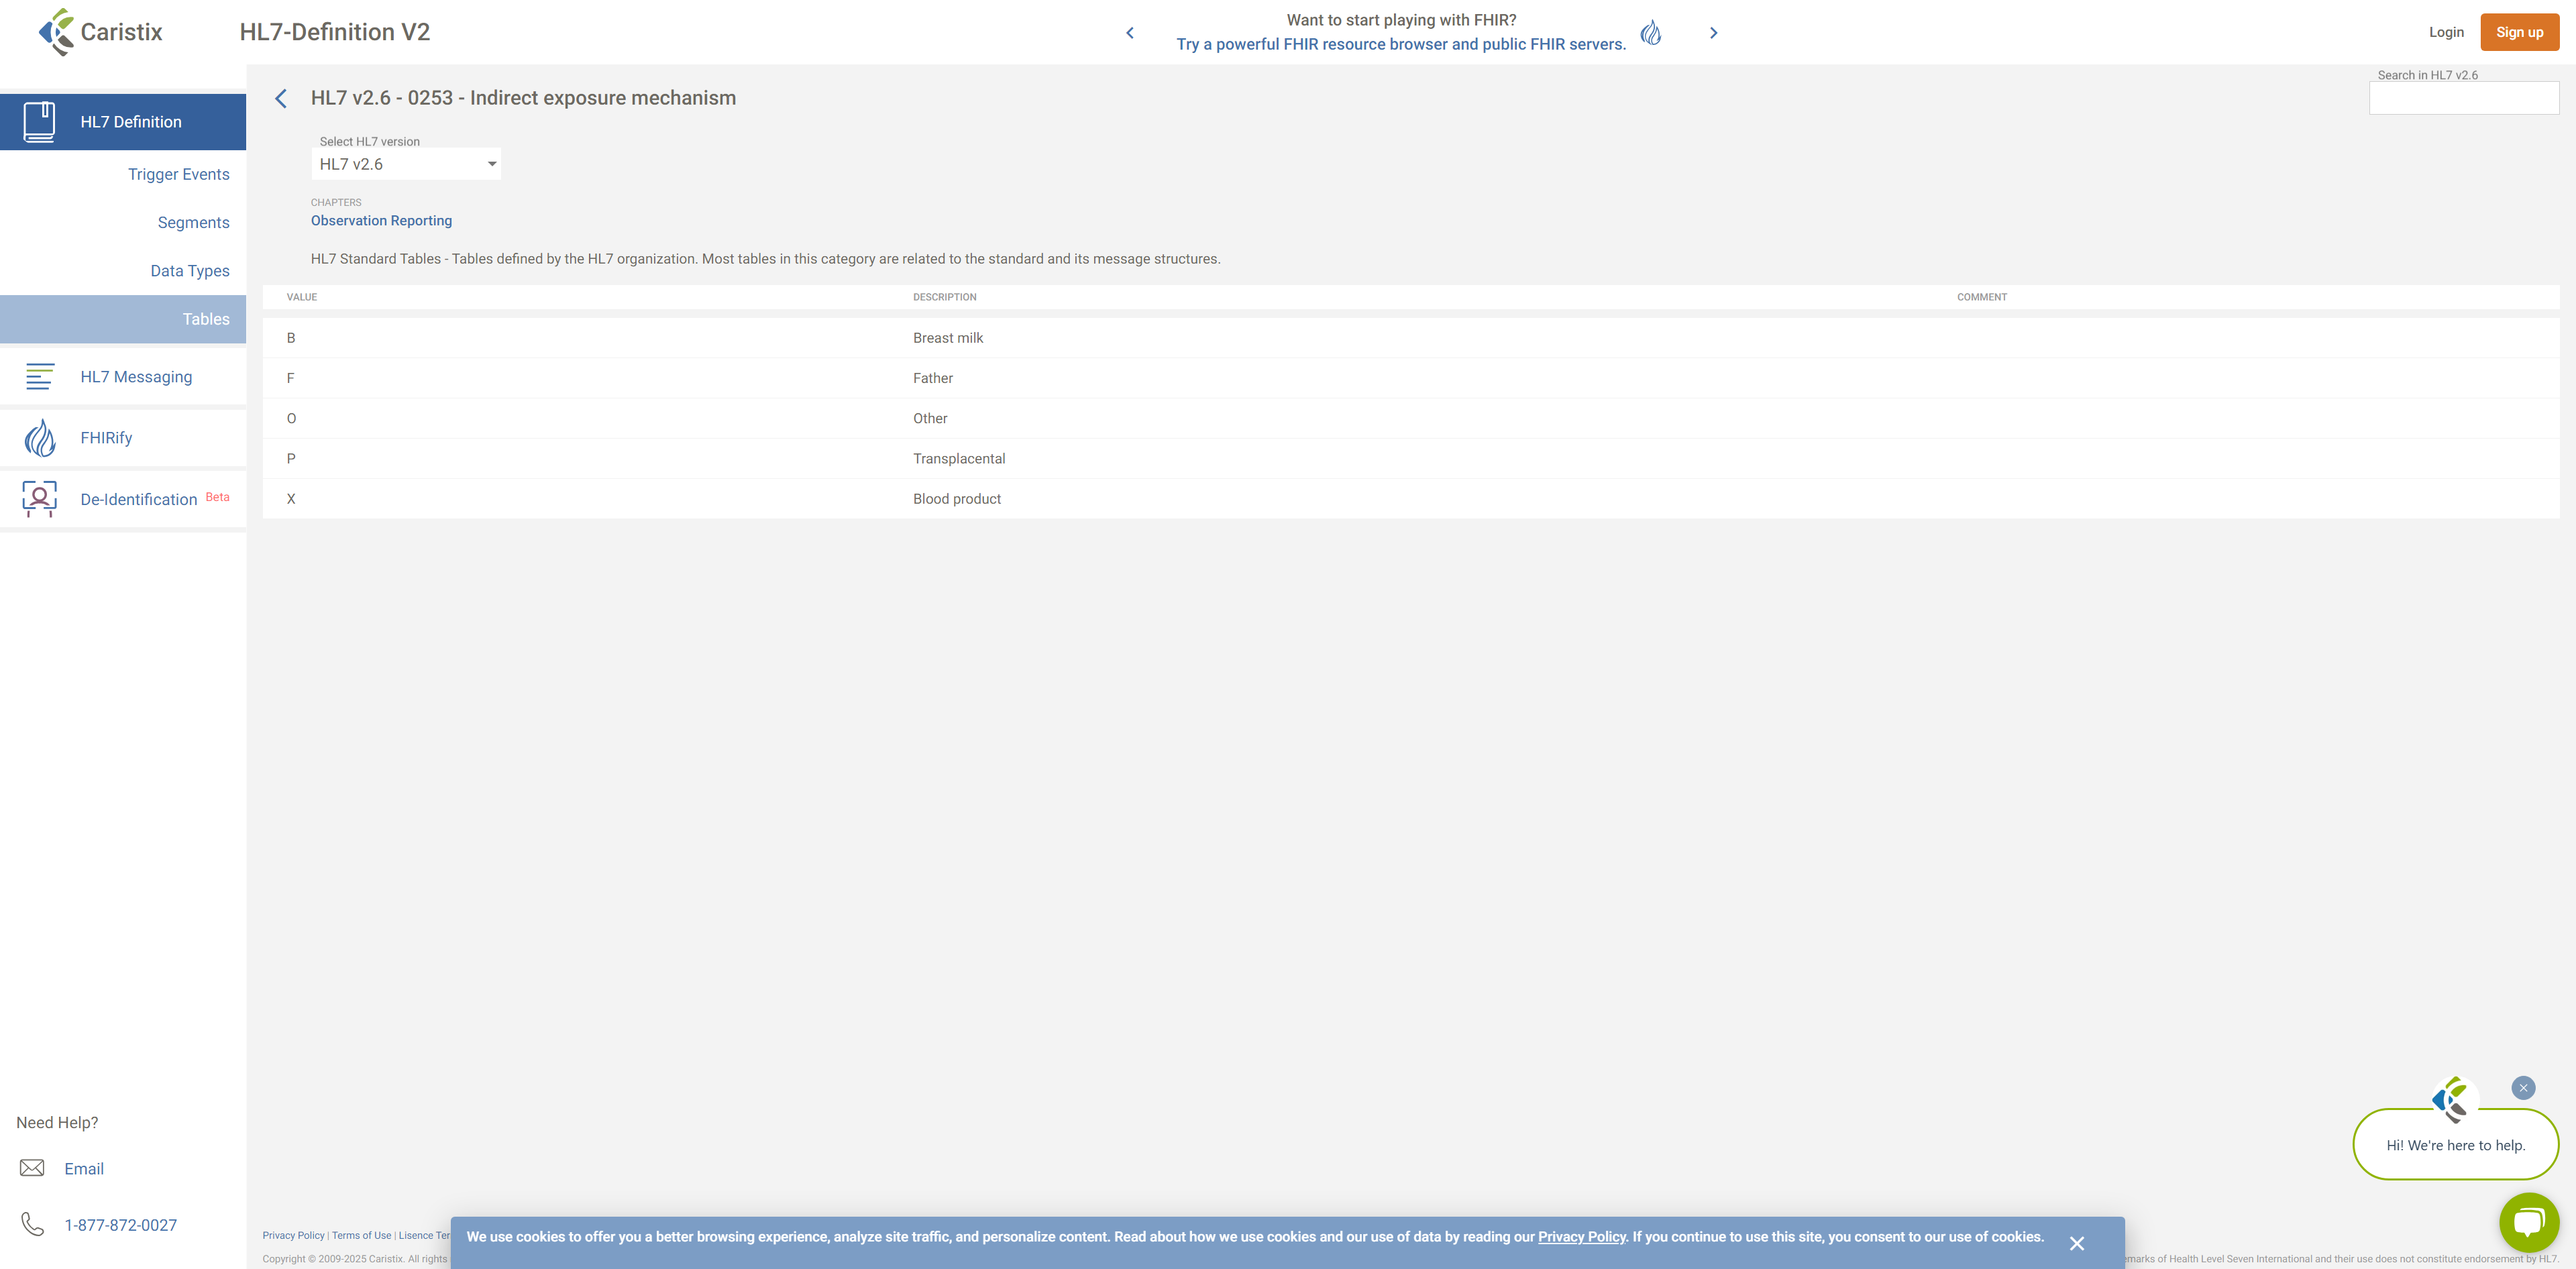 Caristix
HL7-Definition V2
Want to start playing with FHIR?
Try a powerful FHIR resource browser and public FHIR servers.
Login
Sign up
HL7 Definition
Trigger Events
Segments
Data Types
Tables
HL7 Messaging
FHIRify
De-Identification Beta
Need Help?
Email
1-877-872-0027
HL7 v2.6 - 0253 - Indirect exposure mechanism
Search in HL7 v2.6
Select HL7 version
HL7 v2.6
CHAPTERS
Observation Reporting
HL7 Standard Tables - Tables defined by the HL7 organization. Most tables in this category are related to the standard and its message structures.
VALUE DESCRIPTION COMMENT
B Breast milk
F Father
O Other
P Transplacental
X Blood product
Hi! We're here to help.
Privacy Policy | Terms of Use | Lisence Ter
We use cookies to offer you a better browsing experience, analyze site traffic, and personalize content. Read about how we use cookies and our use of data by reading our Privacy Policy. If you continue to use this site, you consent to our use of cookies.
Copyright © 2009-2025 Caristix. All rights
emarks of Health Level Seven International and their use does not constitute endorsement by HL7.